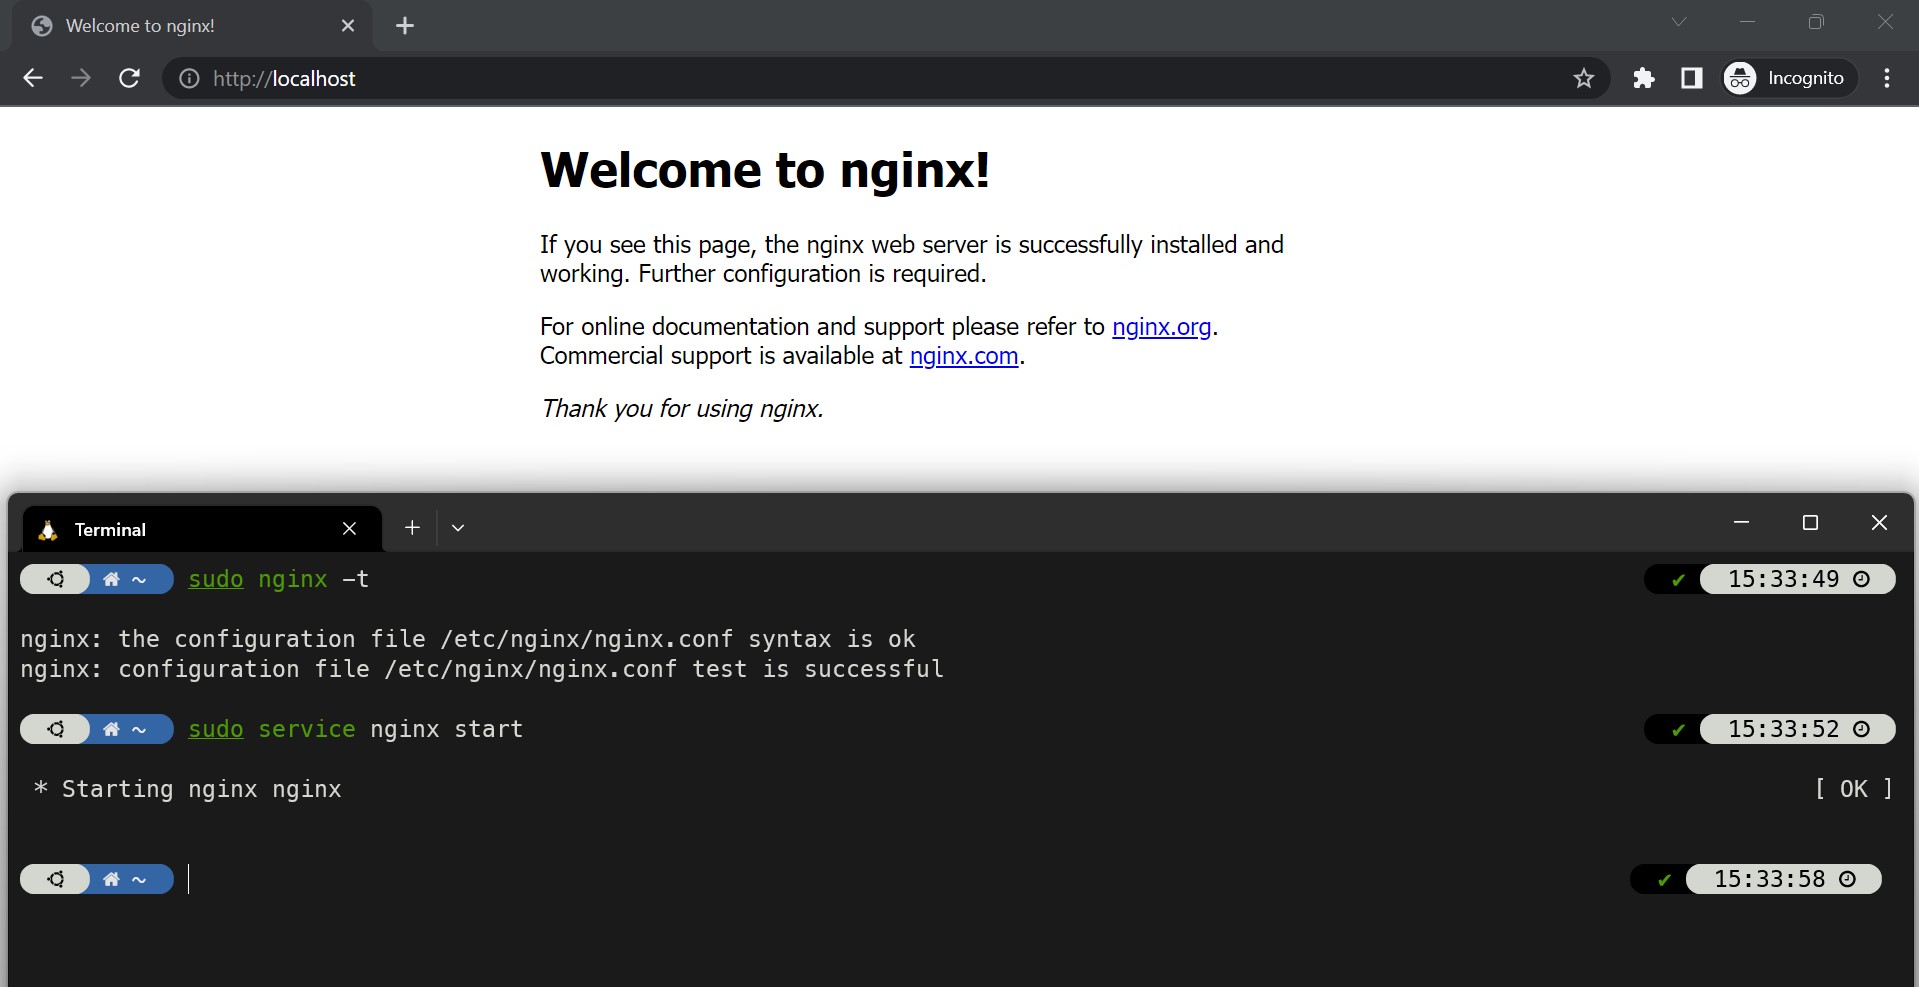 Welcome to nginx!
http://localhost
Incognito
Welcome to nginx!
If you see this page, the nginx web server is successfully installed and
working. Further configuration is required.
For online documentation and support please refer to nginx.org.
Commercial support is available at nginx.com.
Thank you for using nginx.
Terminal
~ sudo nginx -t ✔ 15:33:49
nginx: the configuration file /etc/nginx/nginx.conf syntax is ok
nginx: configuration file /etc/nginx/nginx.conf test is successful
~ sudo service nginx start ✔ 15:33:52
* Starting nginx nginx [ OK ]
~ ✔ 15:33:58